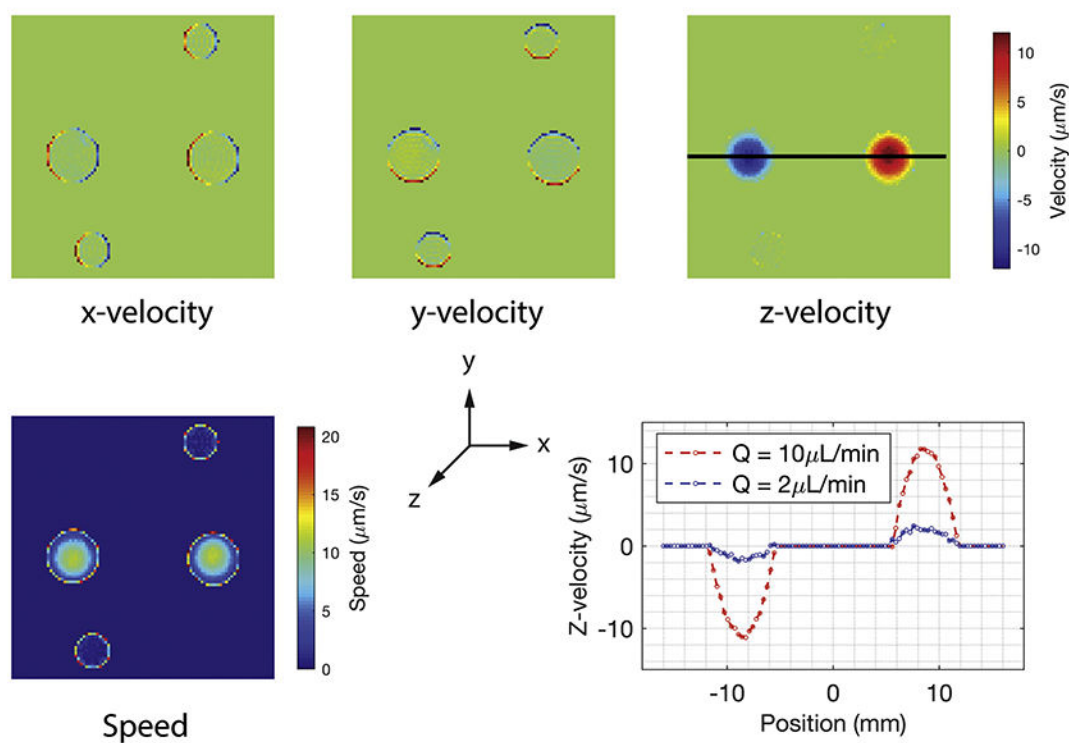 x-velocity
y-velocity
z-velocity
10
5
0
-5
-10
Velocity (μm/s)
Speed
20
15
10
5
0
Speed (μm/s)
y
x
z
Q = 10μL/min
Q = 2μL/min
10
0
-10
Z-velocity (μm/s)
-10 0 10
Position (mm)